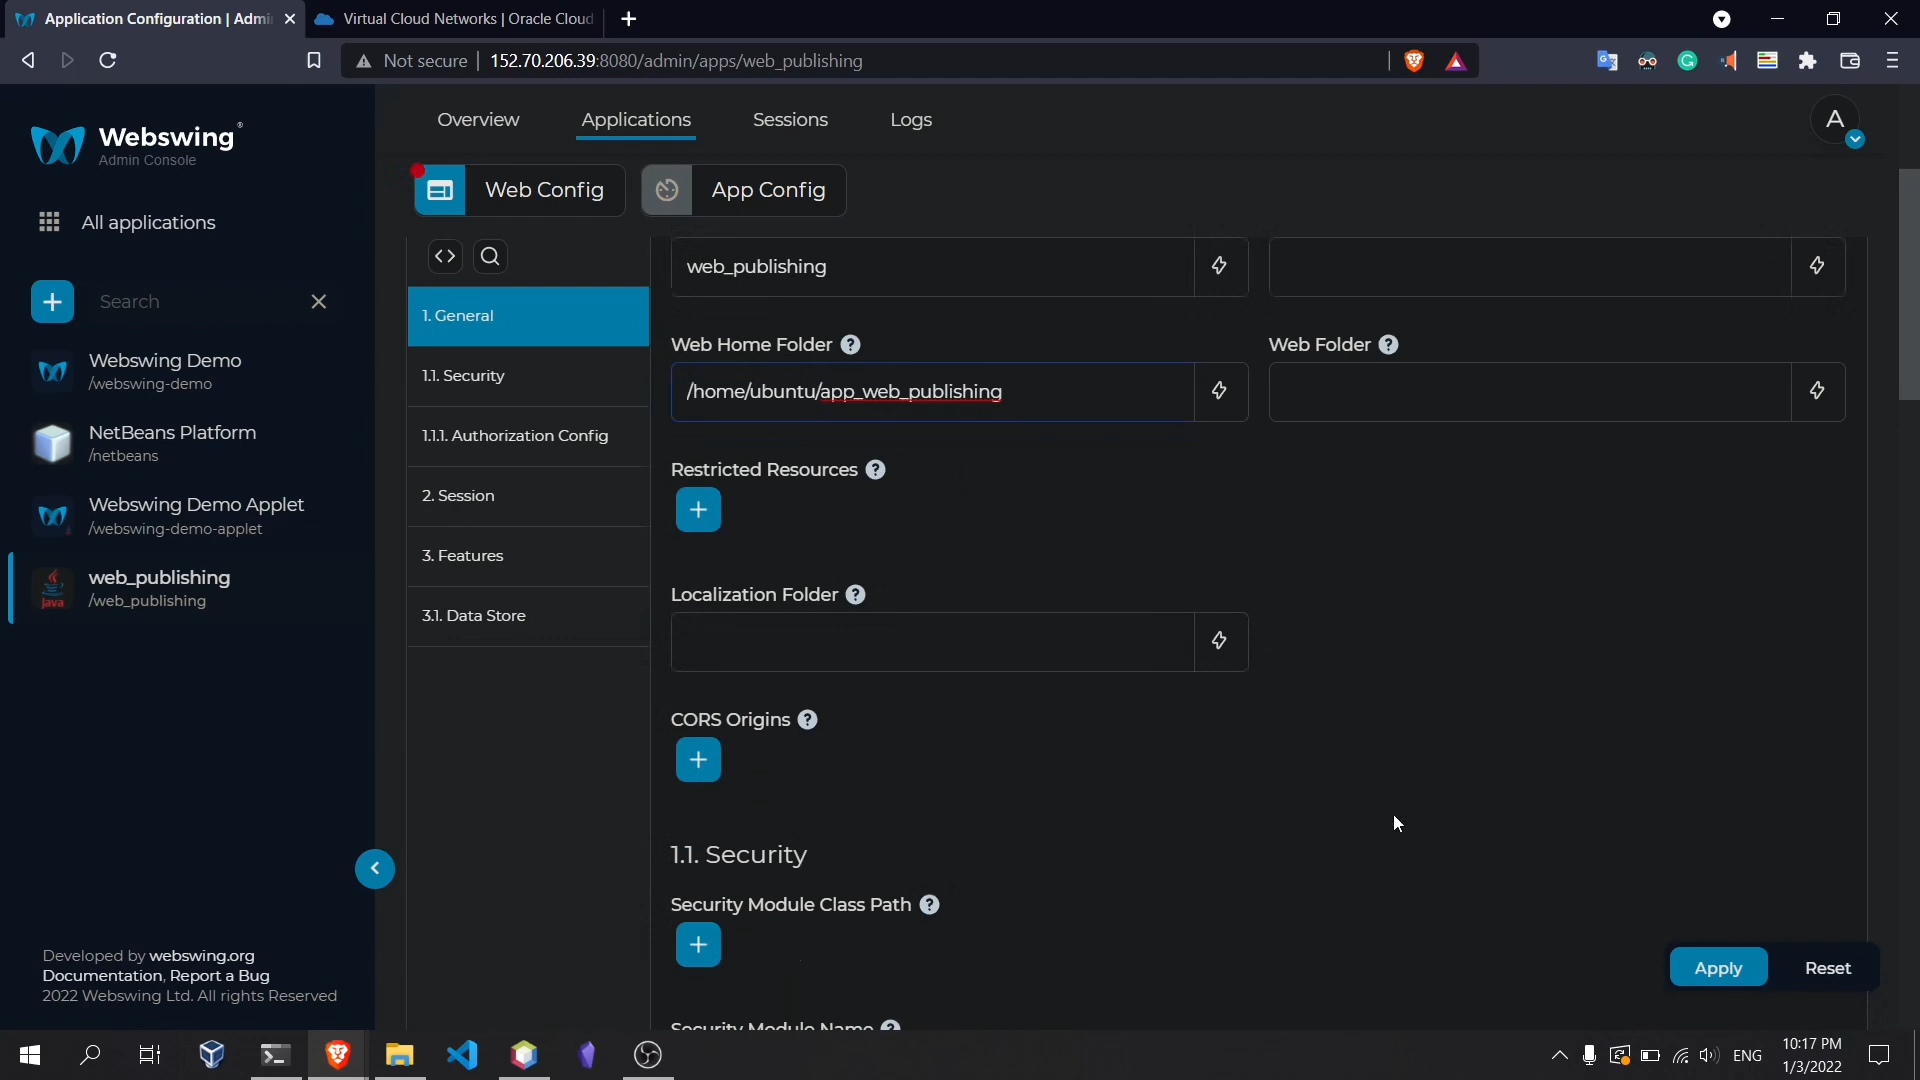 Application Configuration | Admi
Virtual Cloud Networks | Oracle Cloud
Not secure
152.70.206.39:8080/admin/apps/web_publishing
Webswing®
Admin Console
Overview
Applications
Sessions
Logs
A
Web Config
App Config
All applications
Search
Webswing Demo
/webswing-demo
NetBeans Platform
/netbeans
Webswing Demo Applet
/webswing-demo-applet
java
web_publishing
/web_publishing
1. General
1.1. Security
1.1.1. Authorization Config
2. Session
3. Features
3.1. Data Store
web_publishing
Web Home Folder ?
Web Folder ?
/home/ubuntu/app_web_publishing
Restricted Resources ?
Localization Folder ?
CORS Origins ?
1.1. Security
Security Module Class Path ?
Security Module Name ?
Apply
Reset
Developed by webswing.org
Documentation, Report a Bug
2022 Webswing Ltd. All rights Reserved
ENG
10:17 PM
1/3/2022